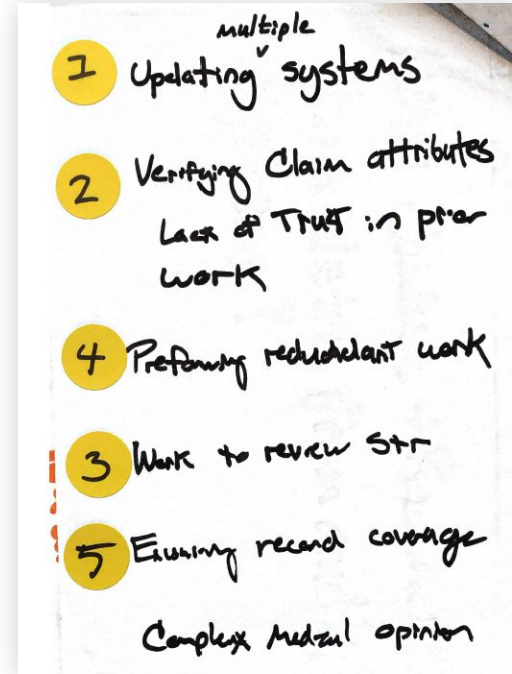 multiple
1 Updating ˅ systems
2 Verifying Claim attributes
Lack of Trust in prior
work
4 Preforming redundant work
3 Work to review Str
5 Ensuring record coverage
Complex Medical opinion